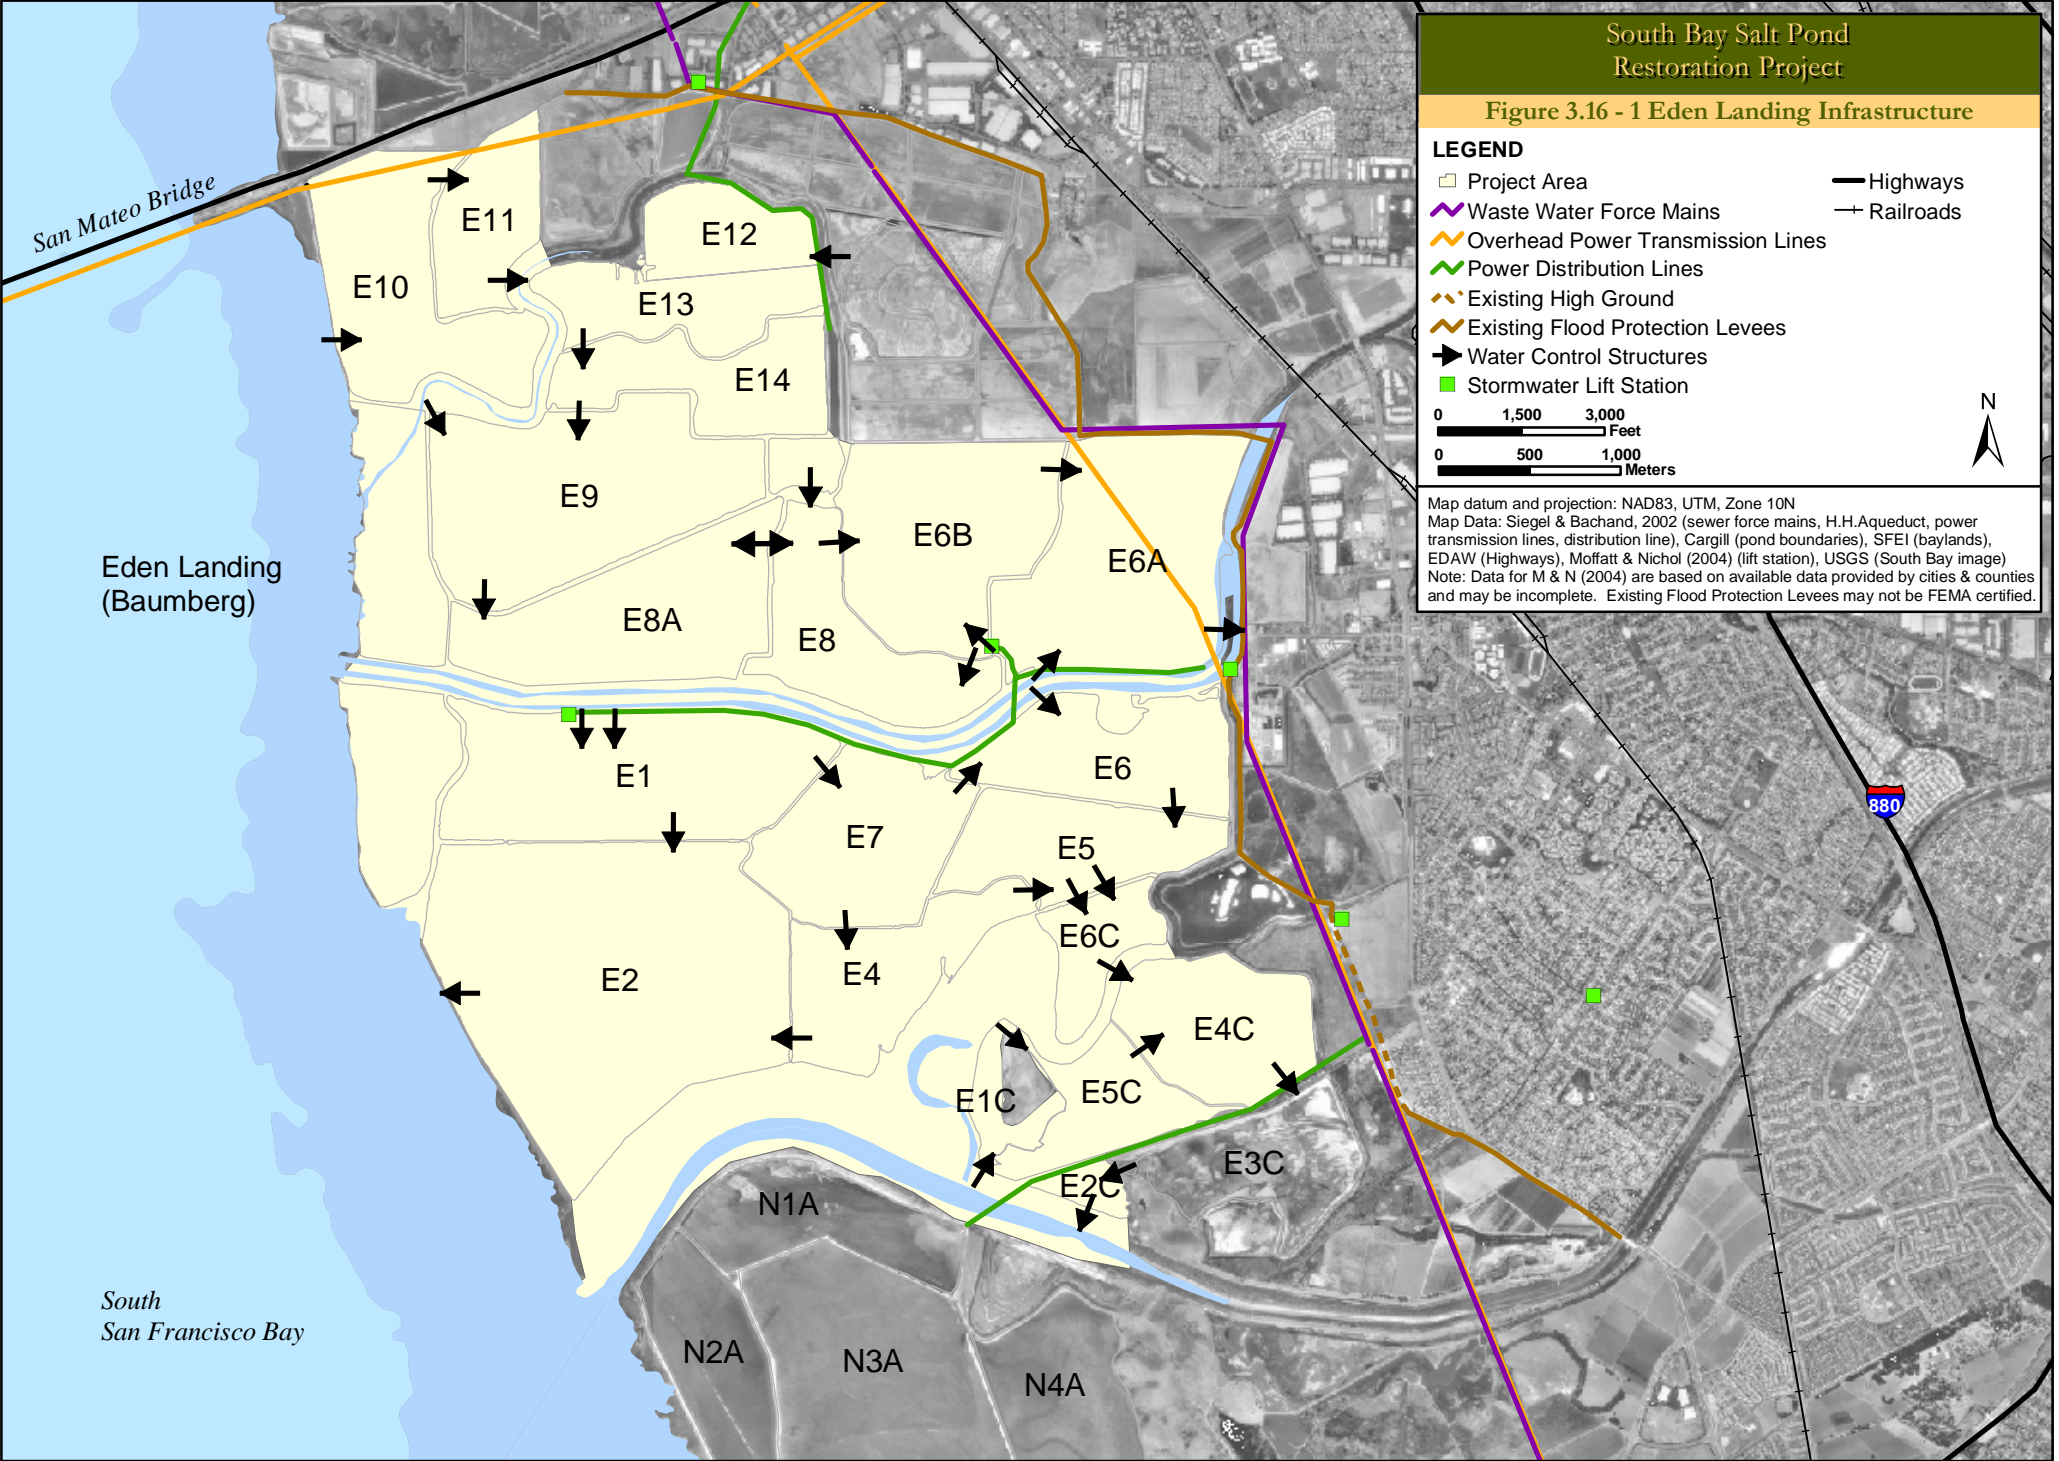 South Bay Salt Pond
Restoration Project
Figure 3.16 - 1 Eden Landing Infrastructure
LEGEND
Project Area
Waste Water Force Mains
Overhead Power Transmission Lines
Power Distribution Lines
Existing High Ground
Existing Flood Protection Levees
Water Control Structures
Stormwater Lift Station
Highways
Railroads
0 1,500 3,000
Feet
0 500 1,000
Meters
N
Map datum and projection: NAD83, UTM, Zone 10N
Map Data: Siegel & Bachand, 2002 (sewer force mains, H.H.Aqueduct, power
transmission lines, distribution line), Cargill (pond boundaries), SFEI (baylands),
EDAW (Highways), Moffatt & Nichol (2004) (lift station), USGS (South Bay image)
Note: Data for M & N (2004) are based on available data provided by cities & counties
and may be incomplete. Existing Flood Protection Levees may not be FEMA certified.
San Mateo Bridge
E11
E12
E10
E13
E14
E9
E6B
E6A
Eden Landing
(Baumberg)
E8A
E8
E1
E6
880
E7
E5
E6C
E2
E4
E4C
E1C
E5C
E3C
E2C
N1A
South
San Francisco Bay
N2A
N3A
N4A